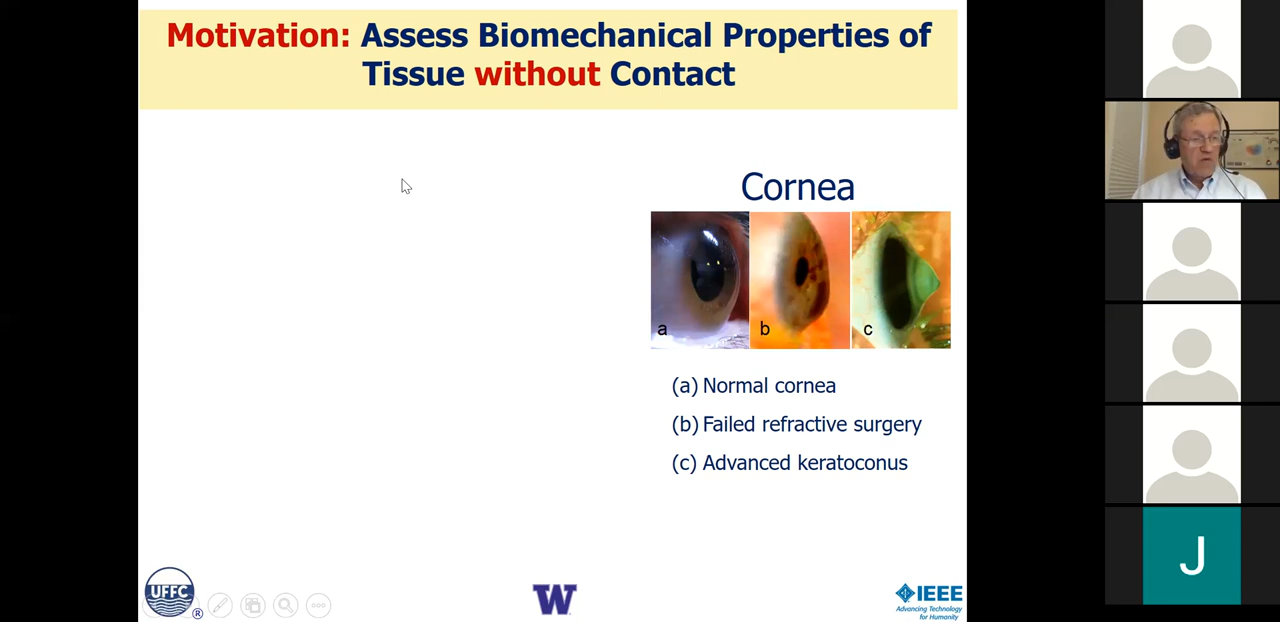 Motivation: Assess Biomechanical Properties of
Tissue without Contact
Cornea
a
b
c
(a) Normal cornea
(b) Failed refractive surgery
(c) Advanced keratoconus
UFFC
®
W
IEEE
Advancing Technology
for Humanity
J